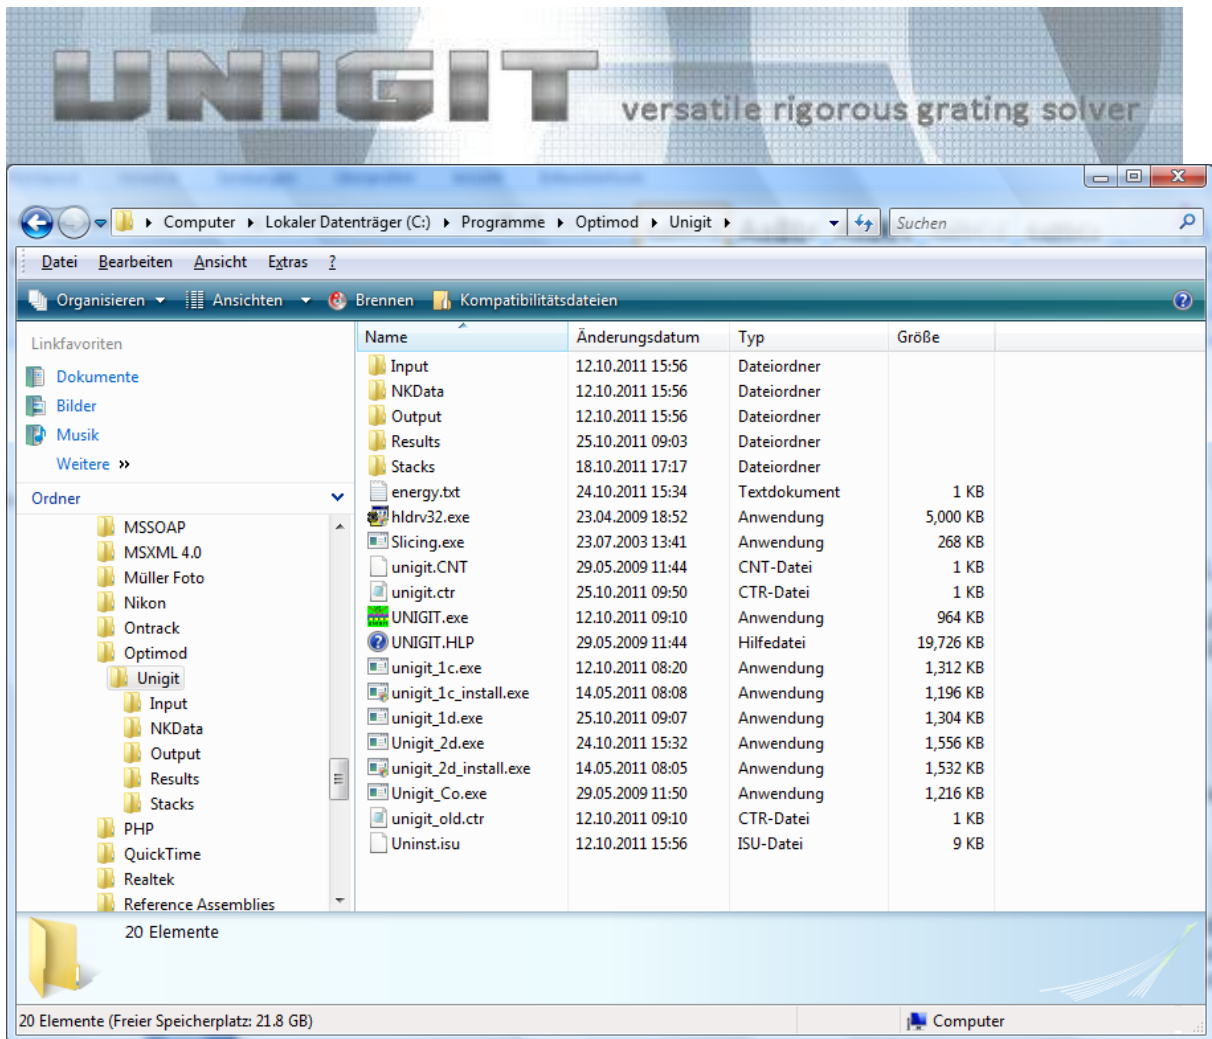 UNIGIT
versatile rigorous grating solver
Computer Lokaler Datenträger (C:) Programme Optimod Unigit Suchen
Datei Bearbeiten Ansicht Extras ?
Organisieren Ansichten Brennen Kompatibilitätsdateien
Linkfavoriten
Dokumente
Bilder
Musik
Weitere »
Ordner
MSSOAP
MSXML 4.0
Müller Foto
Nikon
Ontrack
Optimod
Unigit
Input
NKData
Output
Results
Stacks
PHP
QuickTime
Realtek
Reference Assemblies
Name Änderungsdatum Typ Größe
Input 12.10.2011 15:56 Dateiordner
NKData 12.10.2011 15:56 Dateiordner
Output 12.10.2011 15:56 Dateiordner
Results 25.10.2011 09:03 Dateiordner
Stacks 18.10.2011 17:17 Dateiordner
energy.txt 24.10.2011 15:34 Textdokument 1 KB
hldrv32.exe 23.04.2009 18:52 Anwendung 5,000 KB
Slicing.exe 23.07.2003 13:41 Anwendung 268 KB
unigit.CNT 29.05.2009 11:44 CNT-Datei 1 KB
unigit.ctr 25.10.2011 09:50 CTR-Datei 1 KB
UNIGIT.exe 12.10.2011 09:10 Anwendung 964 KB
UNIGIT.HLP 29.05.2009 11:44 Hilfedatei 19,726 KB
unigit_1c.exe 12.10.2011 08:20 Anwendung 1,312 KB
unigit_1c_install.exe 14.05.2011 08:08 Anwendung 1,196 KB
unigit_1d.exe 25.10.2011 09:07 Anwendung 1,304 KB
Unigit_2d.exe 24.10.2011 15:32 Anwendung 1,556 KB
unigit_2d_install.exe 14.05.2011 08:05 Anwendung 1,532 KB
Unigit_Co.exe 29.05.2009 11:50 Anwendung 1,216 KB
unigit_old.ctr 12.10.2011 09:10 CTR-Datei 1 KB
Uninst.isu 12.10.2011 15:56 ISU-Datei 9 KB
20 Elemente
20 Elemente (Freier Speicherplatz: 21.8 GB) Computer